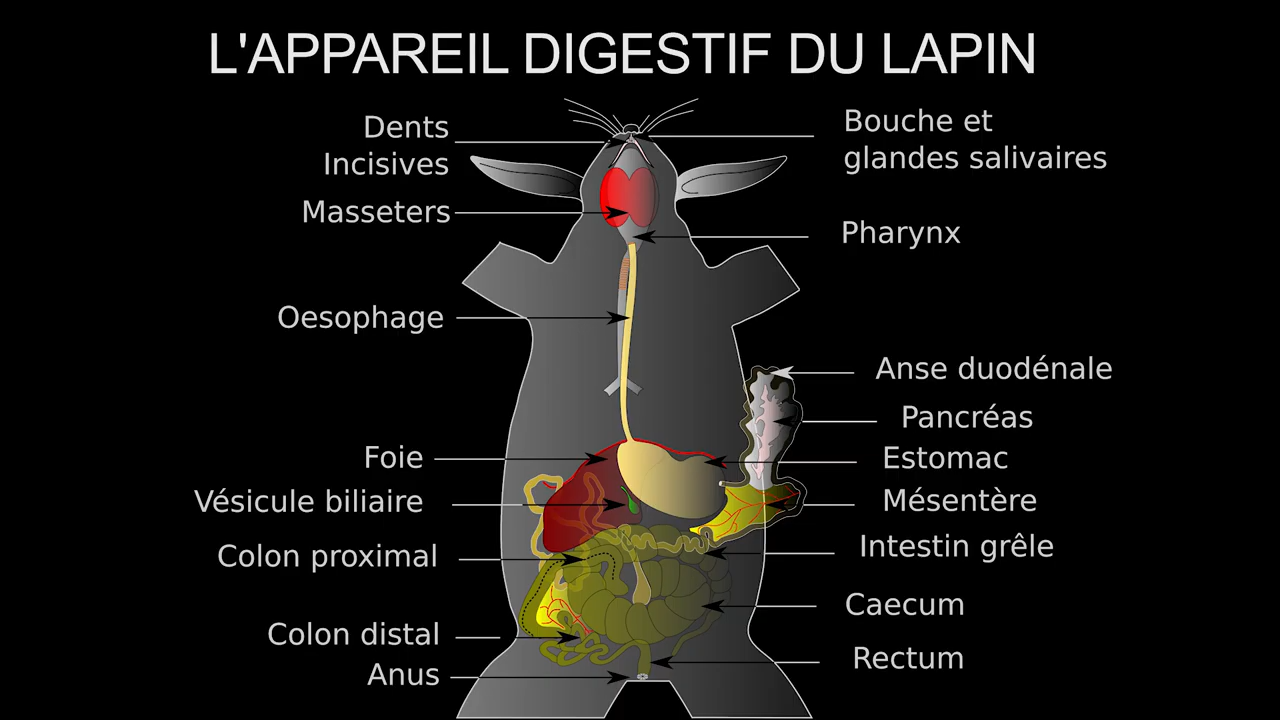 L'APPAREIL DIGESTIF DU LAPIN
Dents
Incisives
Masseters
Oesophage
Foie
Vésicule biliaire
Colon proximal
Colon distal
Anus
Bouche et
glandes salivaires
Pharynx
Anse duodénale
Pancréas
Estomac
Mésentère
Intestin grêle
Caecum
Rectum